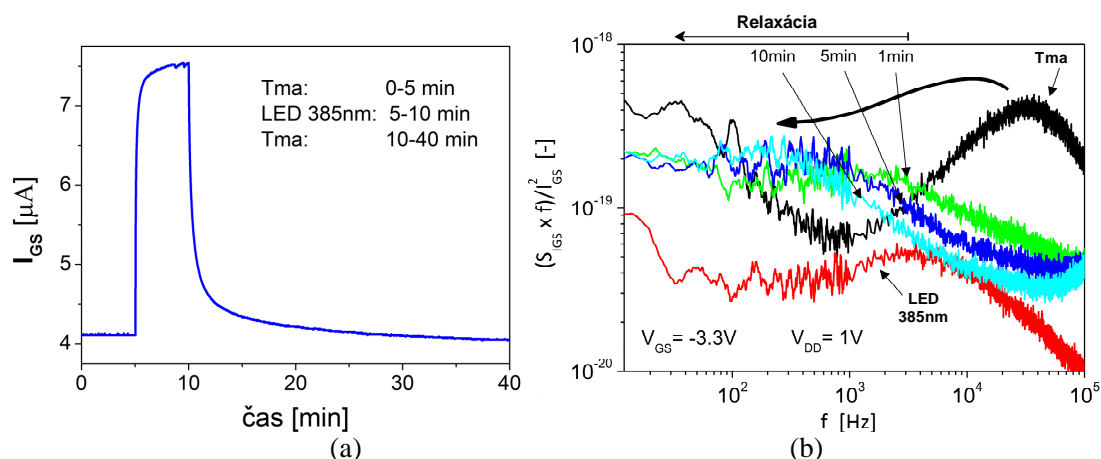 7
6
5
4
I_GS [µA]
0 10 20 30 40
čas [min]
Tma: 0-5 min
LED 385nm: 5-10 min
Tma: 10-40 min
(a)
Relaxácia
10^-18
10^-19
10^-20
(S_IGS x f)/I²_GS [-]
10min 5min 1min
Tma
LED
385nm
V_GS= -3.3V V_DD= 1V
10^2 10^3 10^4 10^5
f [Hz]
(b)